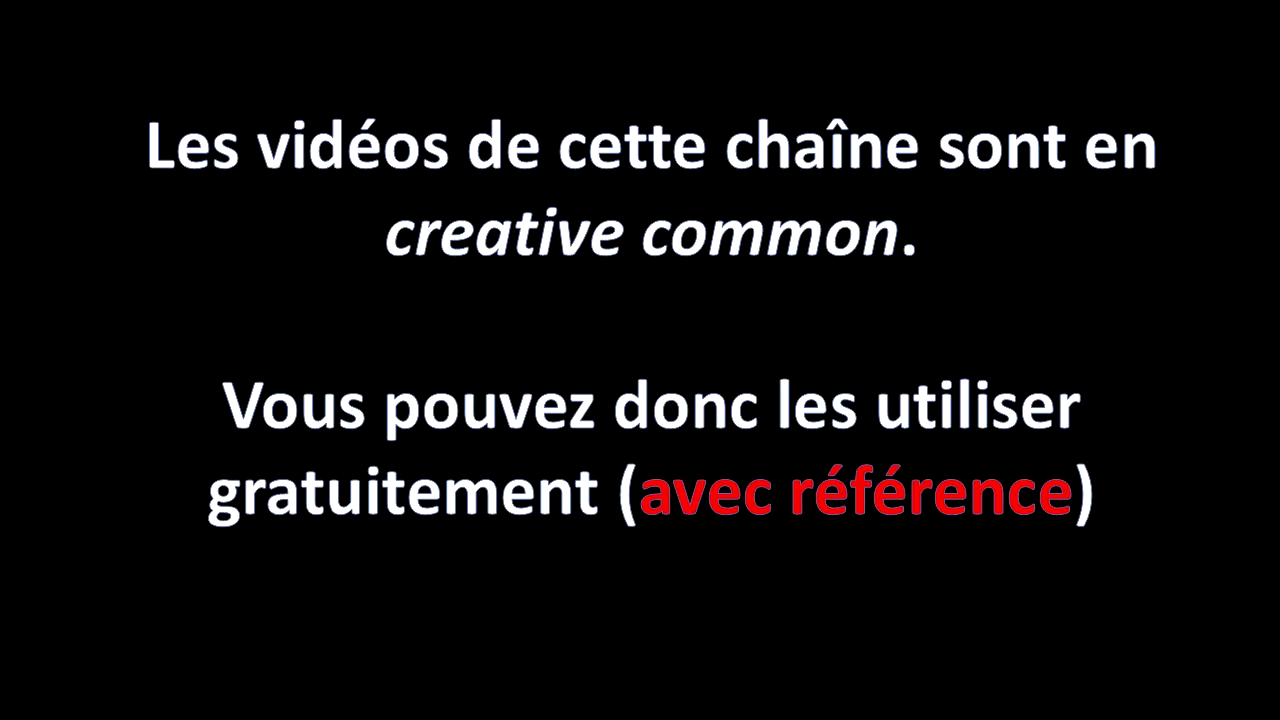 Les vidéos de cette chaîne sont en
creative common.
Vous pouvez donc les utiliser
gratuitement (avec référence)